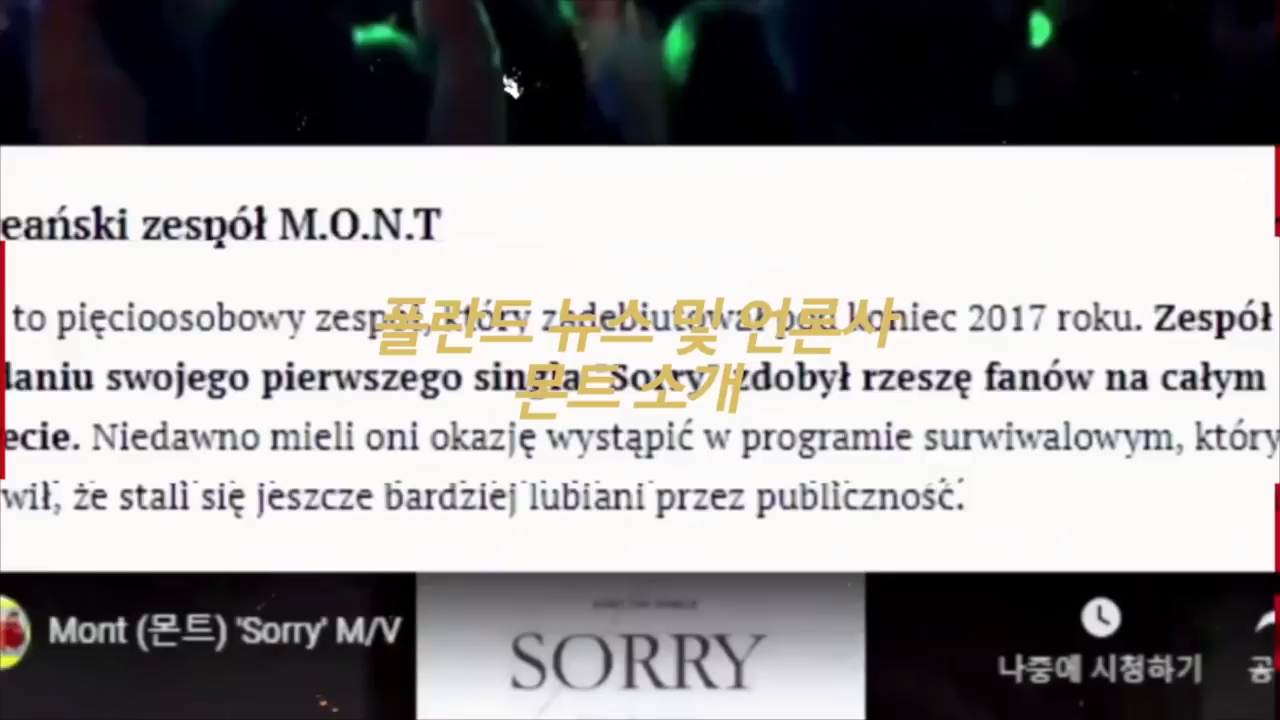 eański zespół M.O.N.T
to pięcioosobowy zespół, który zadebiutował pod koniec 2017 roku. Zespół
daniu swojego pierwszego singla 'Sorry' zdobył rzeszę fanów na całym
ecie. Niedawno mieli oni okazję wystąpić w programie surwiwalowym, który
wił, że stali się jeszcze bardziej lubiani przez publiczność.
폴란드 뉴스 및 언론사
몬트 소개
Mont (몬트) 'Sorry' M/V
SORRY
나중에 시청하기
공